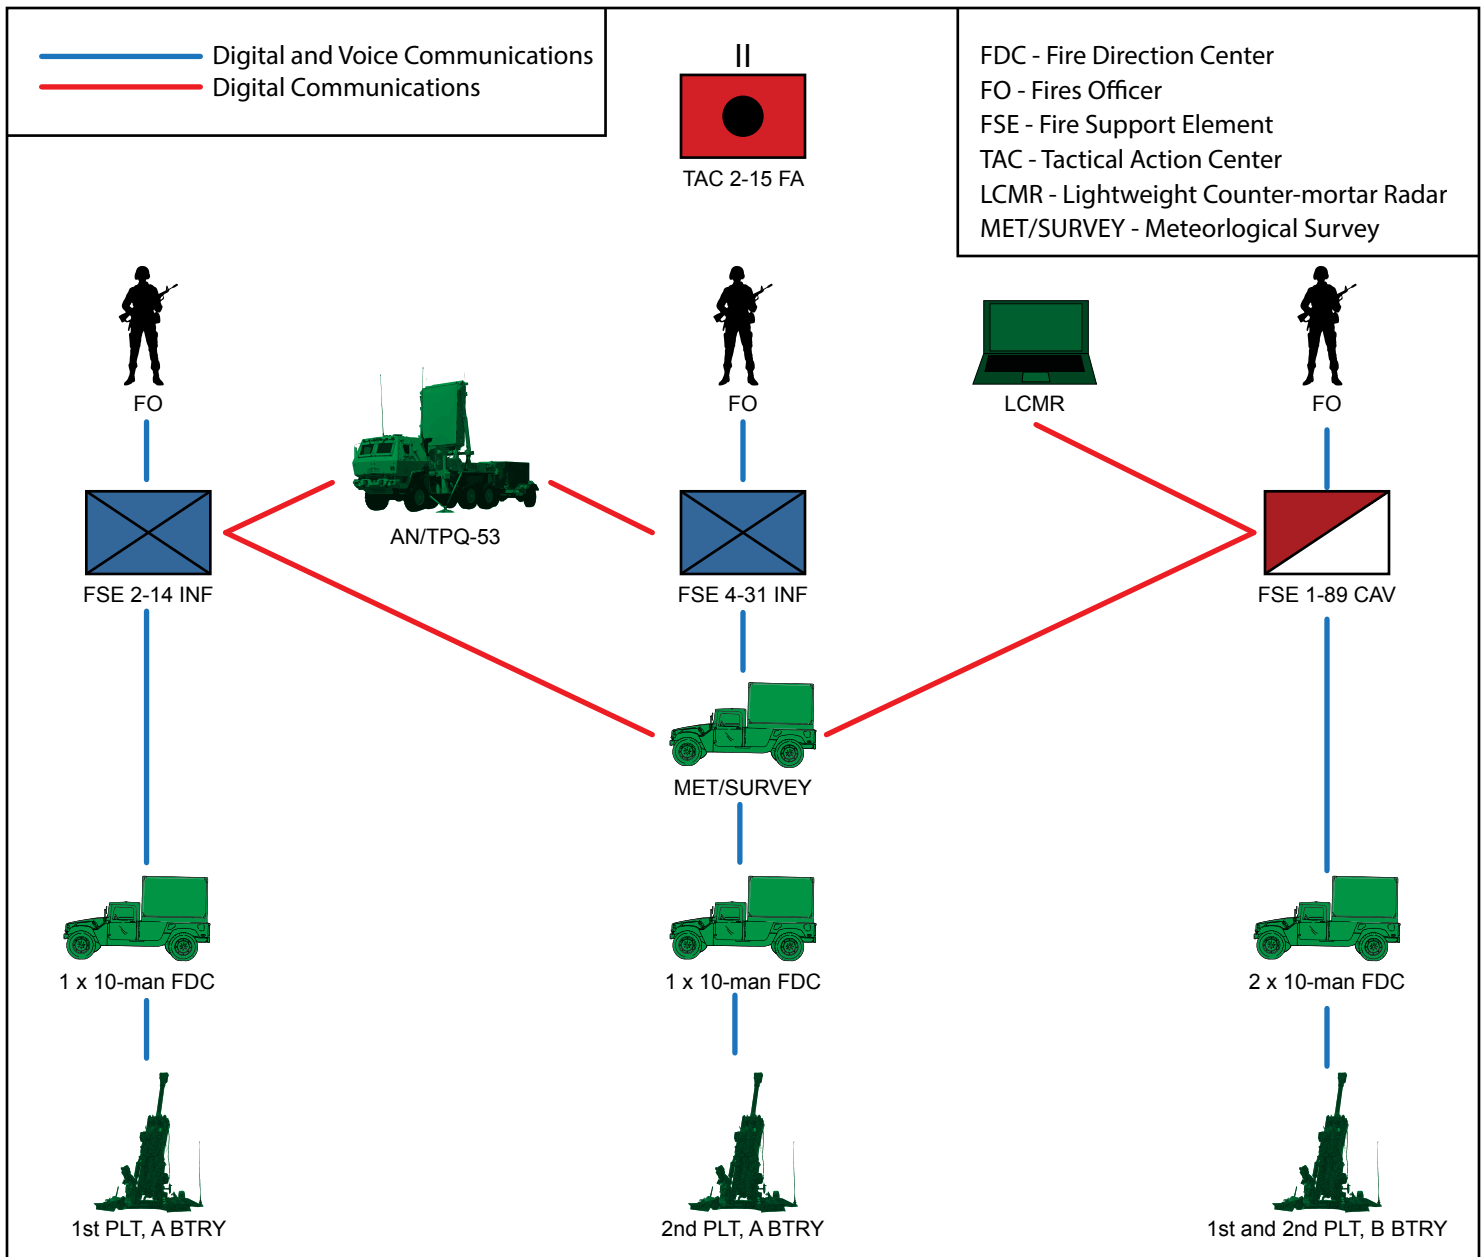 Digital and Voice Communications
Digital Communications
TAC 2-15 FA
FDC - Fire Direction Center
FO - Fires Officer
FSE - Fire Support Element
TAC - Tactical Action Center
LCMR - Lightweight Counter-mortar Radar
MET/SURVEY - Meteorlogical Survey
FO
FO
LCMR
FO
AN/TPQ-53
FSE 2-14 INF
FSE 4-31 INF
FSE 1-89 CAV
MET/SURVEY
1 x 10-man FDC
1 x 10-man FDC
2 x 10-man FDC
1st PLT, A BTRY
2nd PLT, A BTRY
1st and 2nd PLT, B BTRY